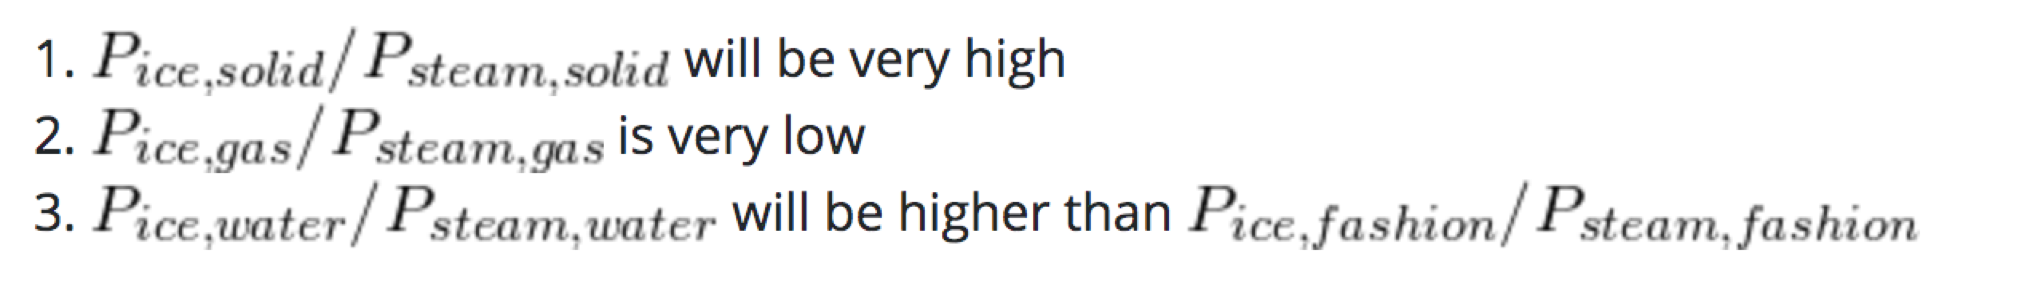 1. P_{ice,solid}/P_{steam,solid} will be very high
2. P_{ice,gas}/P_{steam,gas} is very low
3. P_{ice,water}/P_{steam,water} will be higher than P_{ice,fashion}/P_{steam,fashion}